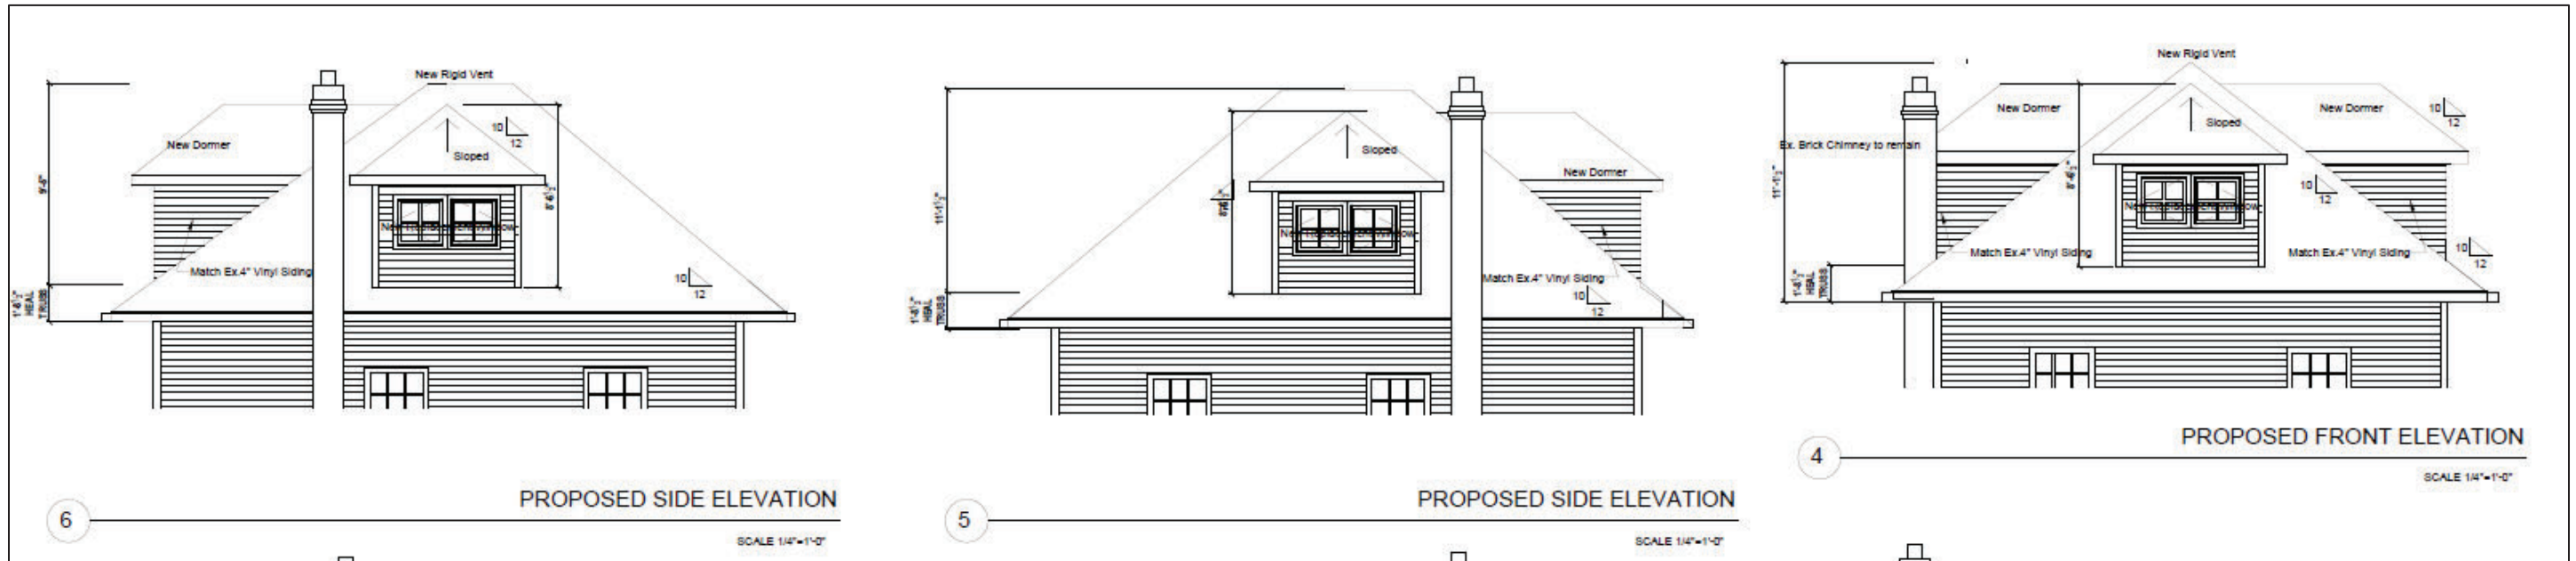 New Rigid Vent
New Dormer
10
12
Sloped
9'-5"
8'-6½"
Match Ex.4" Vinyl Siding
10
12
1'-8½"
HEAL
TRUSS
PROPOSED SIDE ELEVATION
6
SCALE 1/4"=1'-0"
Sloped
New Dormer
11'-1½"
Match Ex.4" Vinyl Siding
10
12
1'-8½"
HEAL
TRUSS
PROPOSED SIDE ELEVATION
5
SCALE 1/4"=1'-0"
New Rigid Vent
New Dormer
New Dormer
10
12
Sloped
Ex. Brick Chimney to remain
11'-1½"
8'-6½"
10
12
Match Ex.4" Vinyl Siding
Match Ex.4" Vinyl Siding
10
12
1'-8½"
HEAL
TRUSS
PROPOSED FRONT ELEVATION
4
SCALE 1/4"=1'-0"